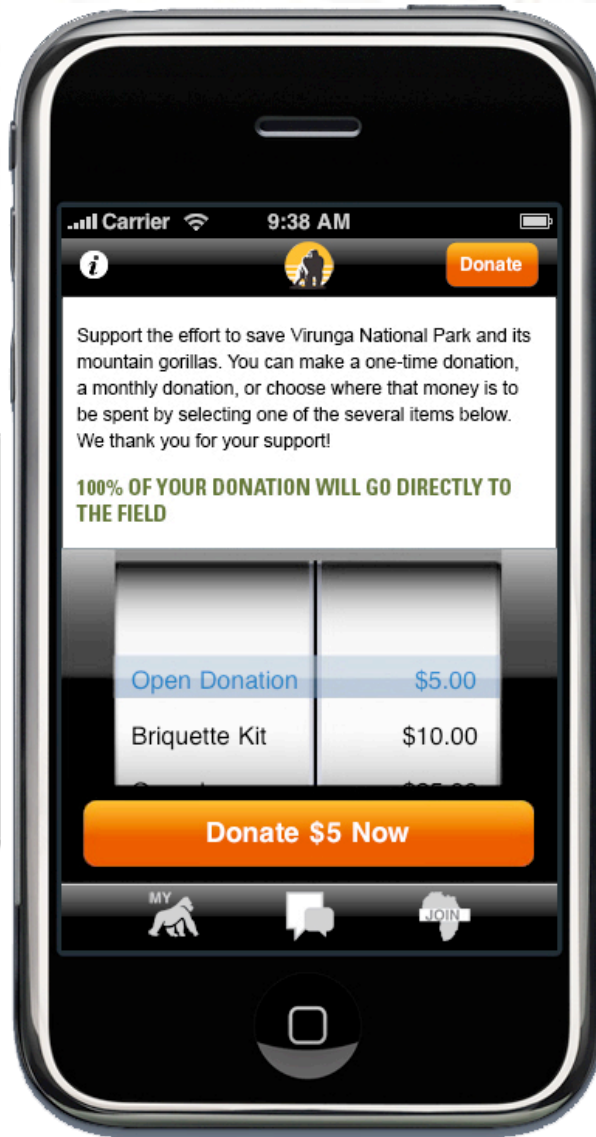 Carrier 9:38 AM
Donate
Support the effort to save Virunga National Park and its
mountain gorillas. You can make a one-time donation,
a monthly donation, or choose where that money is to
be spent by selecting one of the several items below.
We thank you for your support!
100% OF YOUR DONATION WILL GO DIRECTLY TO
THE FIELD
Open Donation $5.00
Briquette Kit $10.00
Donate $5 Now
MY
JOIN